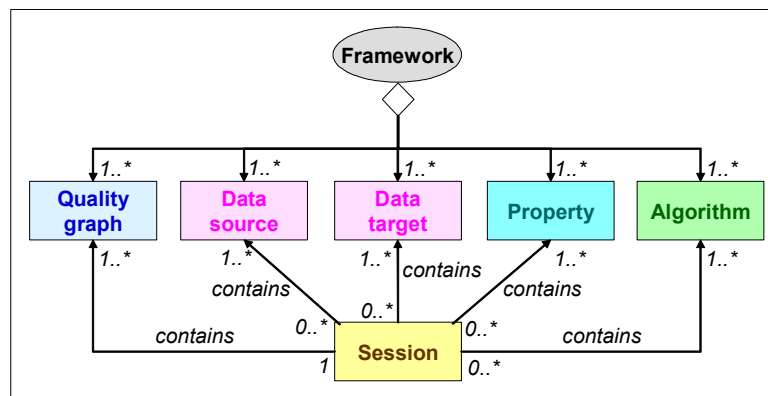 Framework
1..* 1..* 1..* 1..* 1..*
Quality graph
Data source
Data target
Property
Algorithm
1..* 1..* 1..* 1..* 1..*
contains contains contains
0..* 0..* 0..*
contains contains
Session
1 0..*